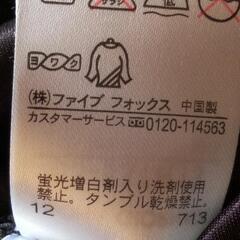 ヨワク
(株)ファイブ フォックス 中国製
カスタマーサービス 0120-114563
蛍光増白剤入り洗剤使用
禁止。タンブル乾燥禁止。
12 713